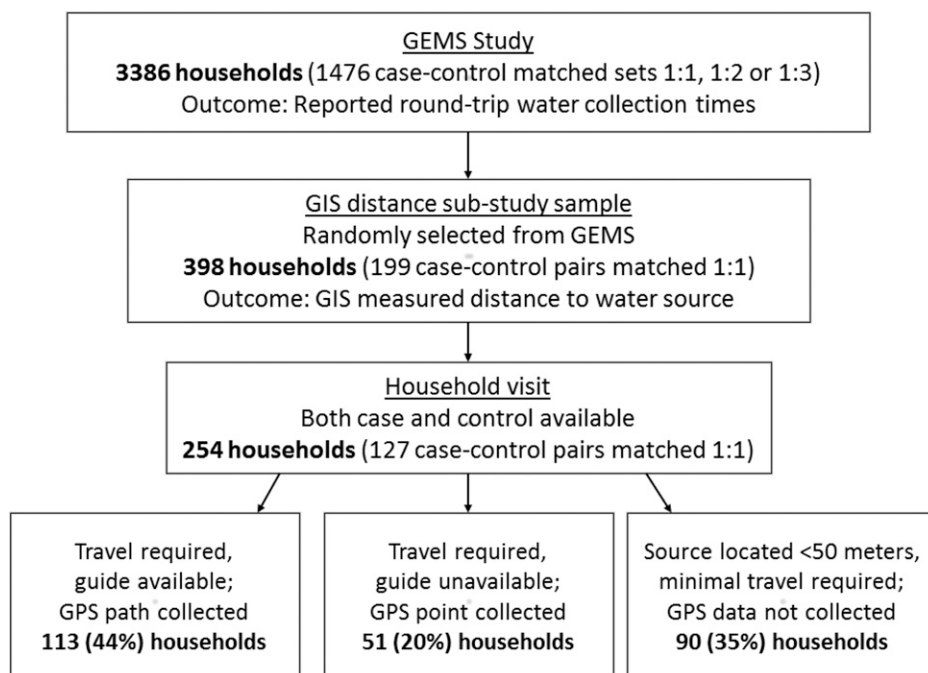 GEMS Study
3386 households (1476 case-control matched sets 1:1, 1:2 or 1:3)
Outcome: Reported round-trip water collection times
GIS distance sub-study sample
Randomly selected from GEMS
398 households (199 case-control pairs matched 1:1)
Outcome: GIS measured distance to water source
Household visit
Both case and control available
254 households (127 case-control pairs matched 1:1)
Travel required,
guide available;
GPS path collected
113 (44%) households
Travel required,
guide unavailable;
GPS point collected
51 (20%) households
Source located <50 meters,
minimal travel required;
GPS data not collected
90 (35%) households